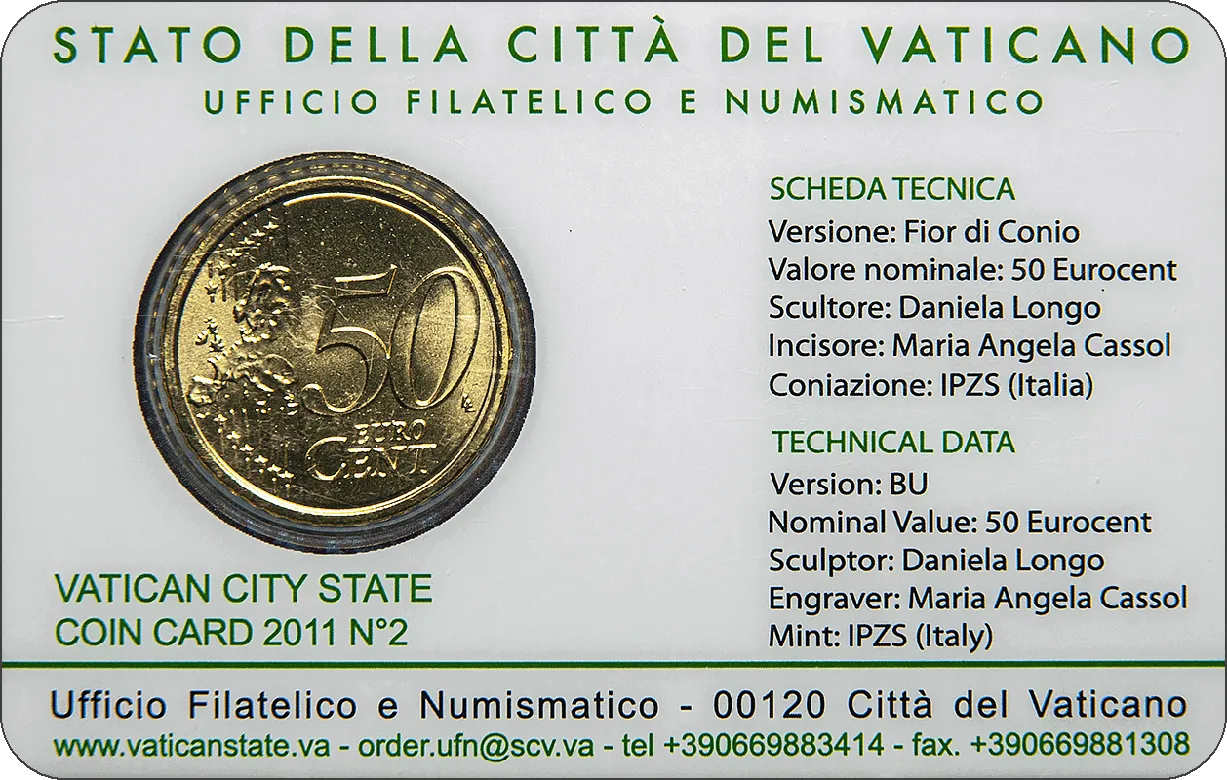 STATO DELLA CITTÀ DEL VATICANO
UFFICIO FILATELICO E NUMISMATICO
50
EURO
CENT
LL
VATICAN CITY STATE
COIN CARD 2011 N°2
SCHEDA TECNICA
Versione: Fior di Conio
Valore nominale: 50 Eurocent
Scultore: Daniela Longo
Incisore: Maria Angela Cassol
Coniazione: IPZS (Italia)
TECHNICAL DATA
Version: BU
Nominal Value: 50 Eurocent
Sculptor: Daniela Longo
Engraver: Maria Angela Cassol
Mint: IPZS (Italy)
Ufficio Filatelico e Numismatico - 00120 Città del Vaticano
www.vaticanstate.va - order.ufn@scv.va - tel +390669883414 - fax. +390669881308